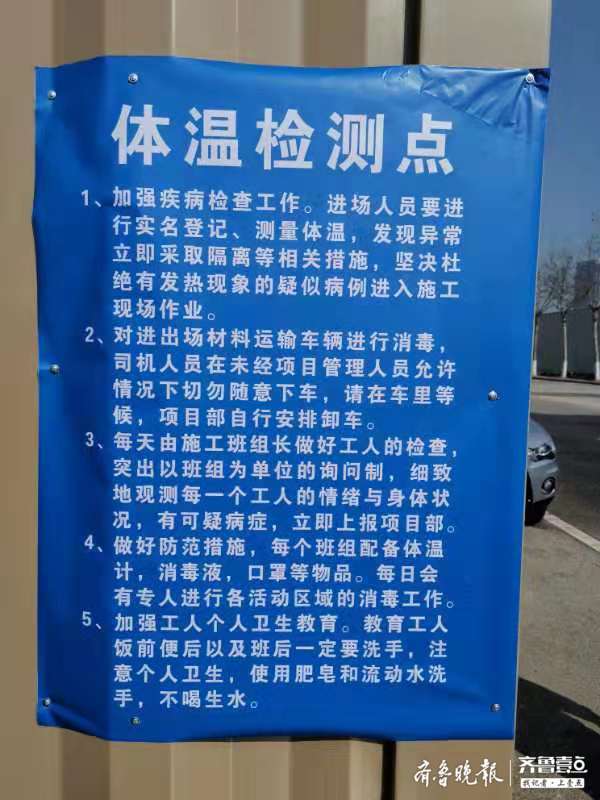 体温检测点
1、加强疾病检查工作。进场人员要进
行实名登记、测量体温，发现异常
立即采取隔离等相关措施，坚决杜
绝有发热现象的疑似病例进入施工
现场作业。
2、对进出场材料运输车辆进行消毒，
司机人员在未经项目管理人员允许
情况下切勿随意下车，请在车里等
候，项目部自行安排卸车。
3、每天由施工班组长做好工人的检查，
突出以班组为单位的询问制，细致
地观测每一个工人的情绪与身体状
况，有可疑病症，立即上报项目部。
4、做好防范措施，每个班组配备体温
计，消毒液，口罩等物品。每日会
有专人进行各活动区域的消毒工作。
5、加强工人个人卫生教育。教育工人
饭前便后以及班后一定要洗手，注
意个人卫生，使用肥皂和流动水洗
手，不喝生水。
齐鲁晚报
齐鲁壹点
找记者·上壹点